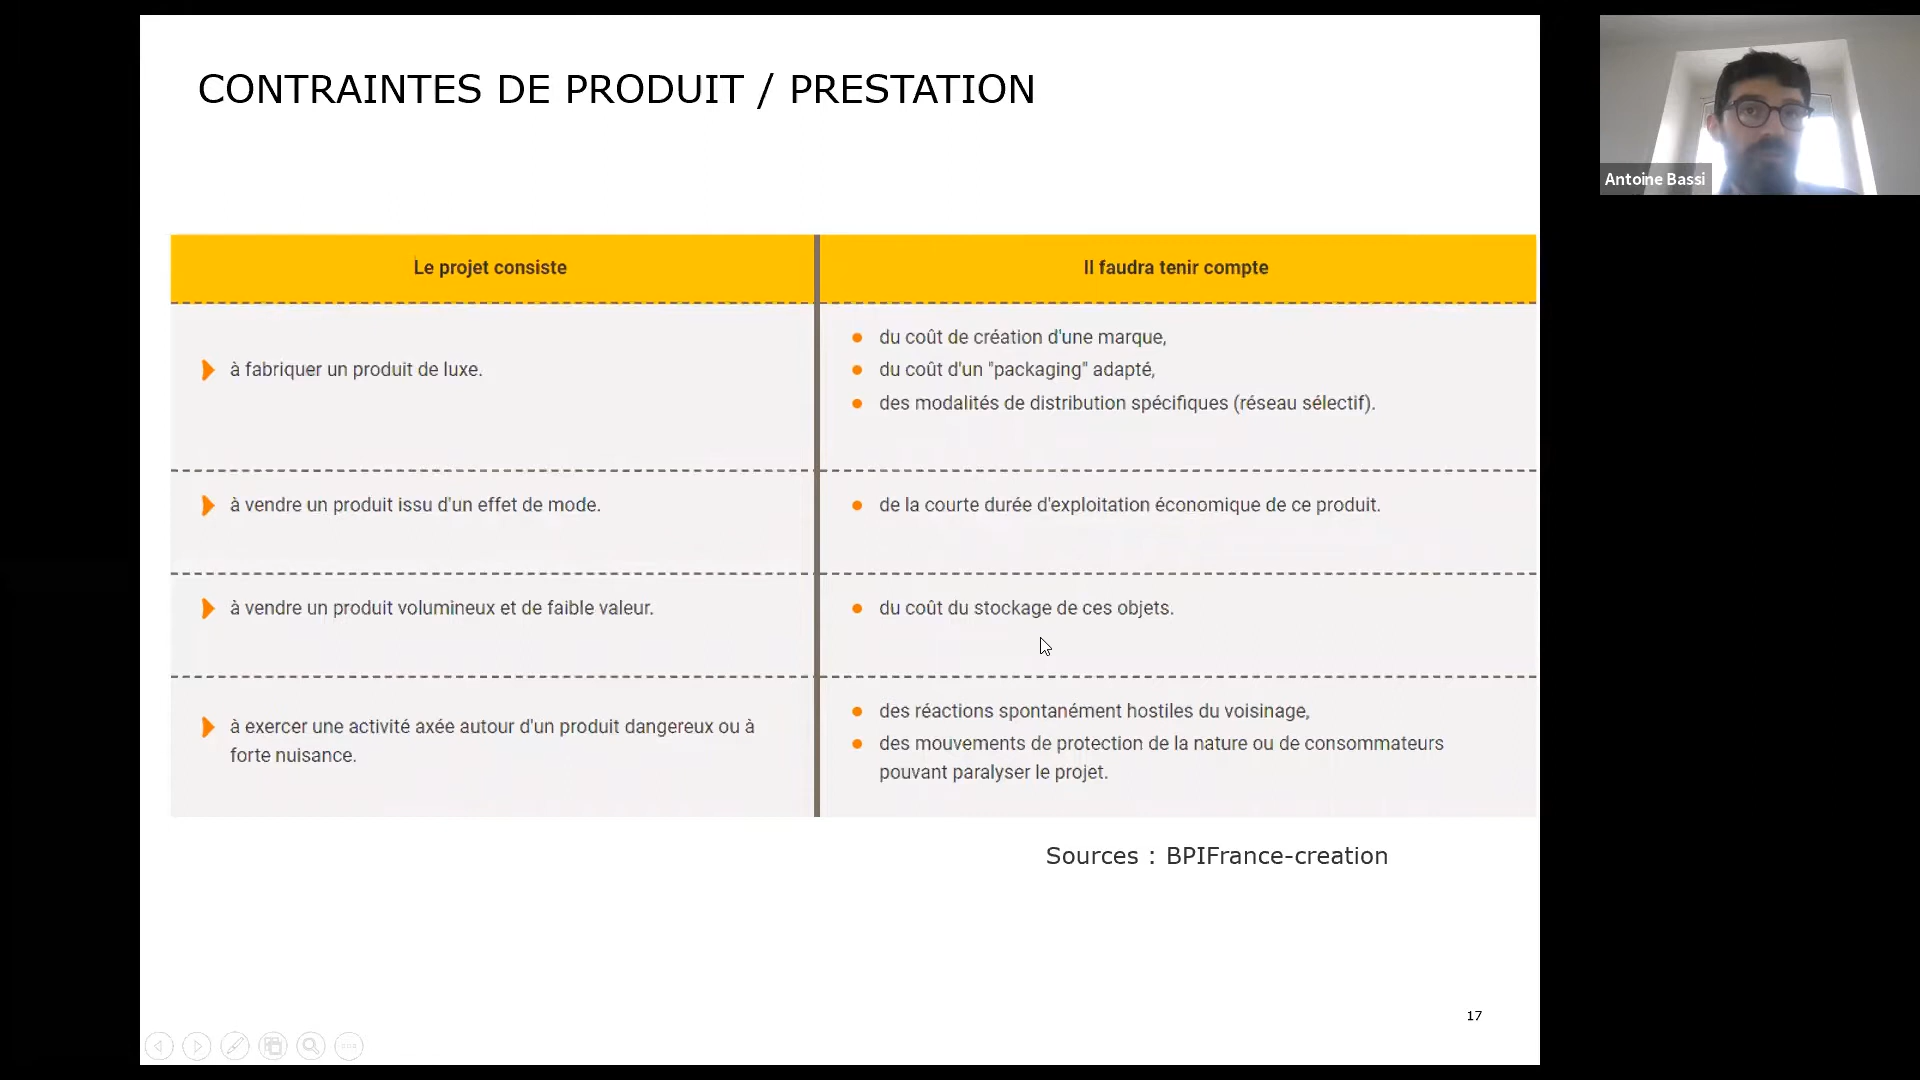 CONTRAINTES DE PRODUIT / PRESTATION
Antoine Bassi
Le projet consiste
Il faudra tenir compte
à fabriquer un produit de luxe.
du coût de création d'une marque,
du coût d'un "packaging" adapté,
des modalités de distribution spécifiques (réseau sélectif).
à vendre un produit issu d'un effet de mode.
de la courte durée d'exploitation économique de ce produit.
à vendre un produit volumineux et de faible valeur.
du coût du stockage de ces objets.
à exercer une activité axée autour d'un produit dangereux ou à
forte nuisance.
des réactions spontanément hostiles du voisinage,
des mouvements de protection de la nature ou de consommateurs
pouvant paralyser le projet.
Sources : BPIFrance-creation
17